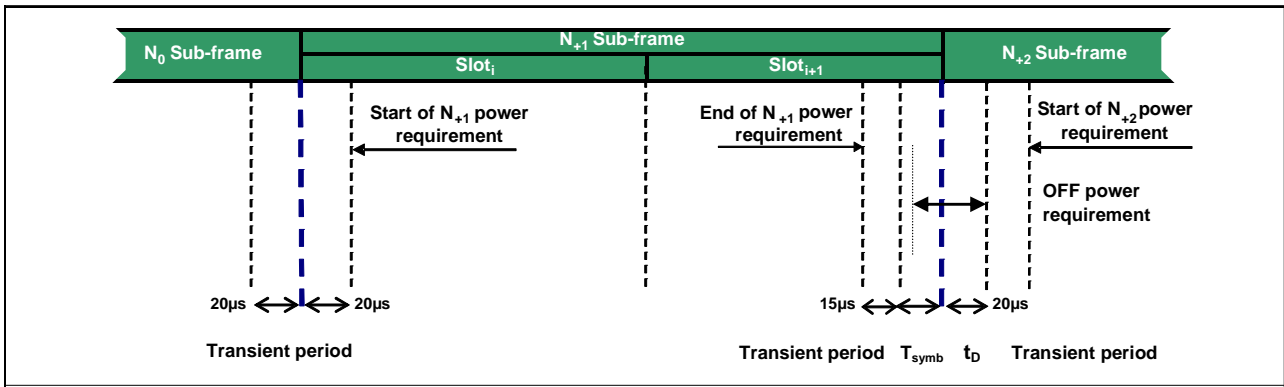 N+1 Sub-frame
N0 Sub-frame
N+2 Sub-frame
Sloti
Sloti+1
Start of N+1 power
requirement
End of N+1 power
requirement
Start of N+2 power
requirement
OFF power
requirement
20µs
20µs
15µs
20µs
Transient period
Transient period
Tsymb
tD
Transient period